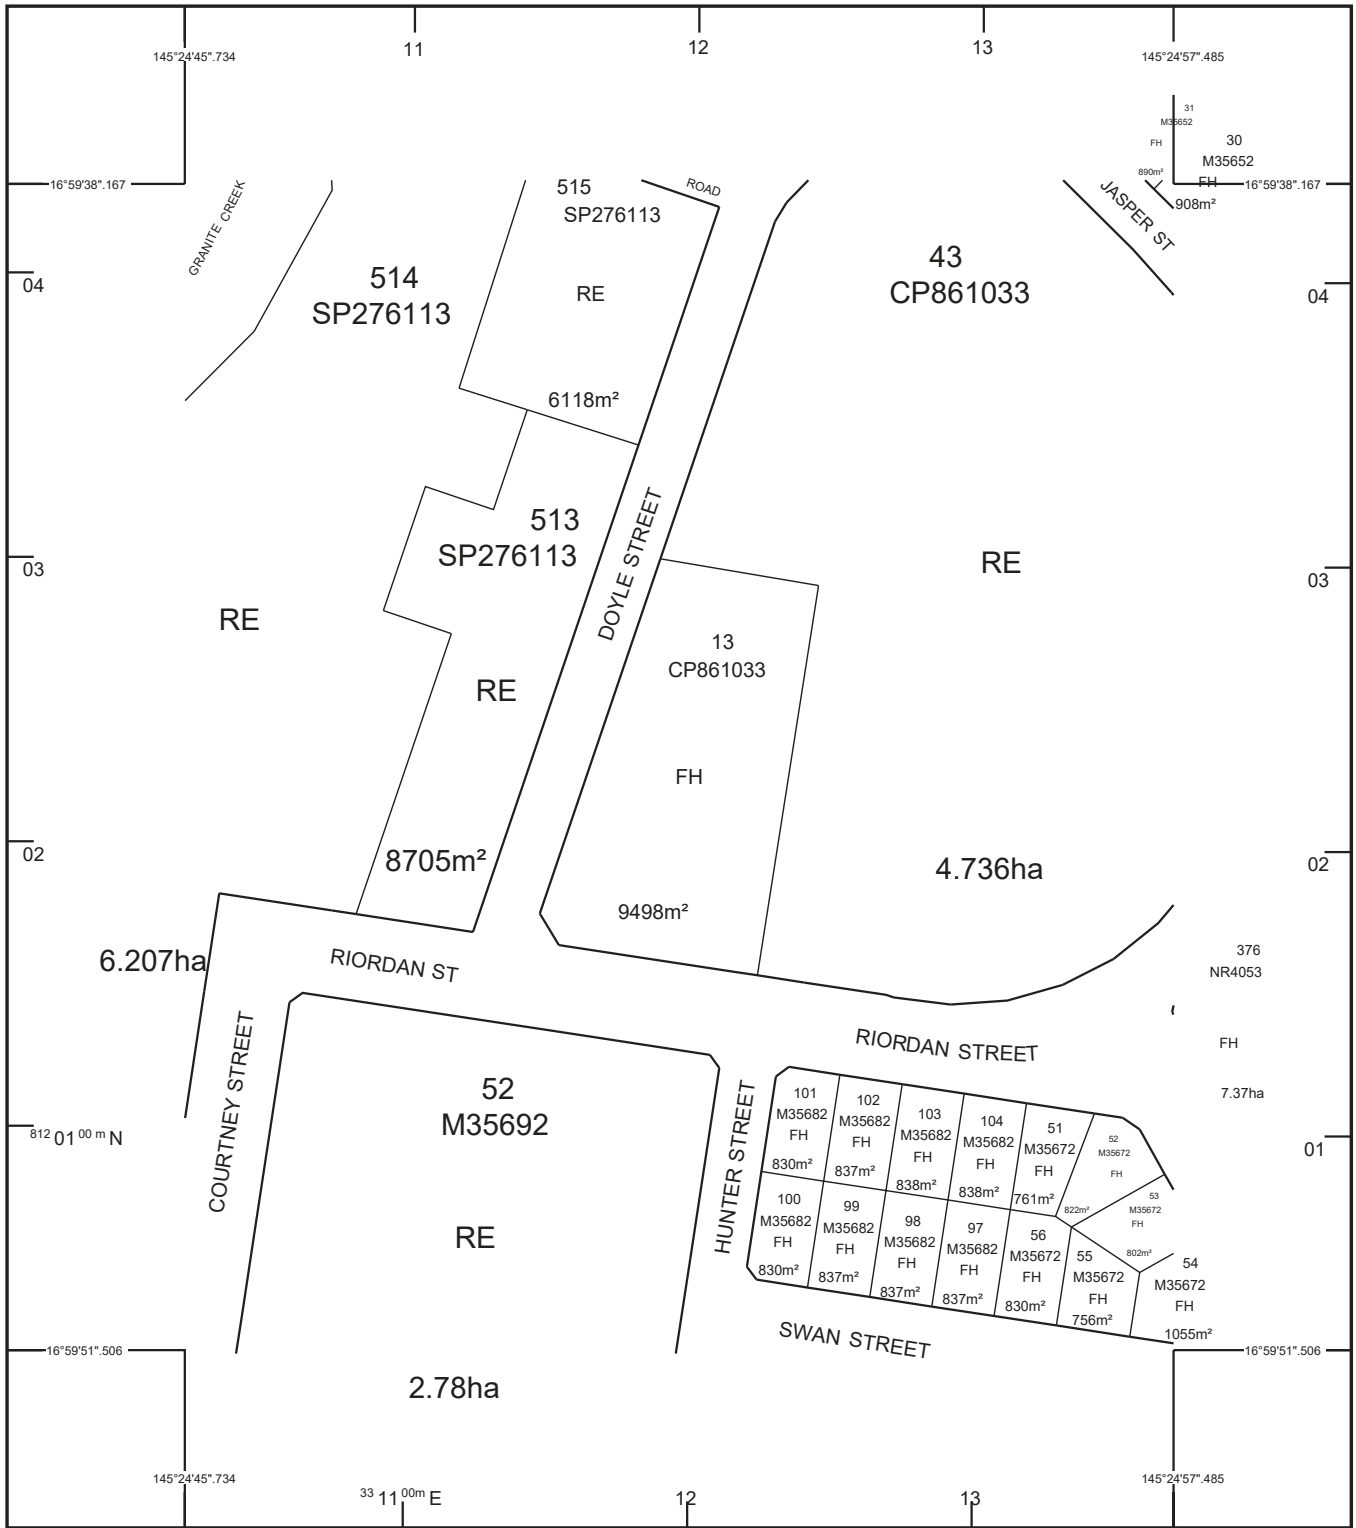 11
12
13
145°24'45".734
145°24'57".485
31
M35652
FH
890m²
30
M35652
FH
908m²
16°59'38".167
16°59'38".167
GRANITE CREEK
515
SP276113
RE
6118m²
ROAD
JASPER ST
04
04
514
SP276113
43
CP861033
513
SP276113
DOYLE STREET
03
03
RE
RE
RE
13
CP861033
FH
9498m²
02
02
8705m²
4.736ha
6.207ha
RIORDAN ST
376
NR4053
FH
7.37ha
COURTNEY STREET
RIORDAN STREET
52
M35692
RE
2.78ha
HUNTER STREET
101
M35682
FH
830m²
102
M35682
FH
837m²
103
M35682
FH
838m²
104
M35682
FH
838m²
51
M35672
FH
761m²
52
M35672
FH
822m²
53
M35672
FH
802m²
100
M35682
FH
830m²
99
M35682
FH
837m²
98
M35682
FH
837m²
97
M35682
FH
837m²
56
M35672
FH
830m²
55
M35672
FH
756m²
54
M35672
FH
1055m²
812 01 00 m N
01
SWAN STREET
16°59'51".506
16°59'51".506
145°24'45".734
145°24'57".485
33 11 00m E
12
13